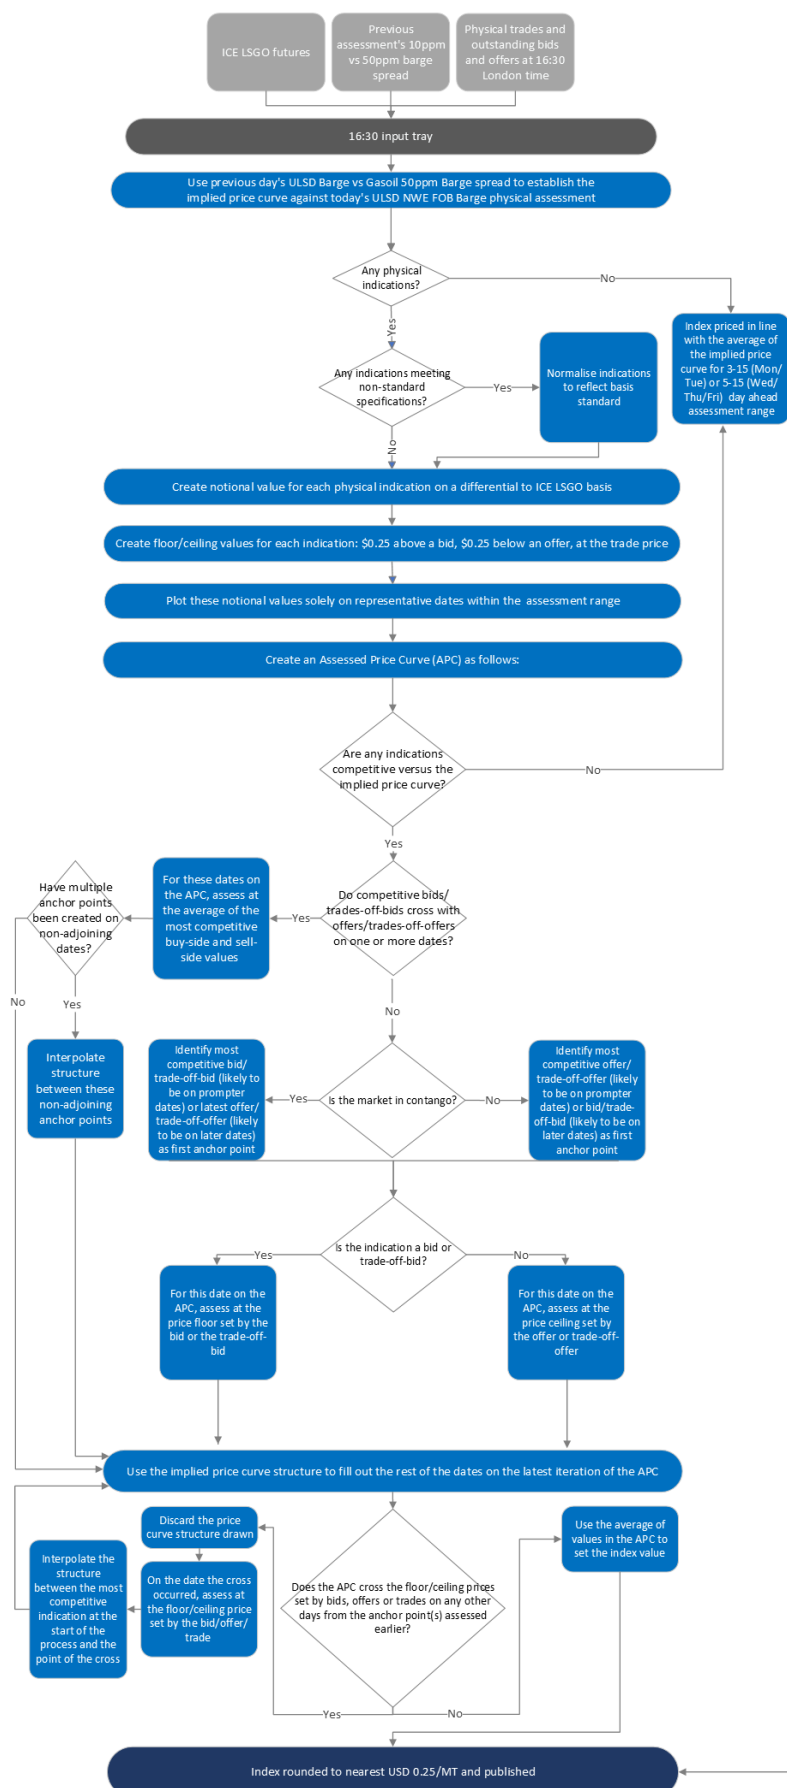 ICE LSGO futures
Previous
assessment's 10ppm
vs 50ppm barge
spread
Physical trades and
outstanding bids
and offers at 16:30
London time
16:30 input tray
Use previous day's ULSD Barge vs Gasoil 50ppm Barge spread to establish the
implied price curve against today's ULSD NWE FOB Barge physical assessment
Any physical
indications?
No
Yes
Index priced in line
with the average of
the implied price
curve for 3-15 (Mon/
Tue) or 5-15 (Wed/
Thu/Fri) day ahead
assessment range
Any indications meeting
non-standard
specifications?
Yes
Normalise indications
to reflect basis
standard
No
Create notional value for each physical indication on a differential to ICE LSGO basis
Create floor/ceiling values for each indication: $0.25 above a bid, $0.25 below an offer, at the trade price
Plot these notional values solely on representative dates within the assessment range
Create an Assessed Price Curve (APC) as follows:
Are any indications
competitive versus the
implied price curve?
No
Yes
Have multiple
anchor points
been created on
non-adjoining
dates?
For these dates on
the APC, assess at
the average of the
most competitive
buy-side and sell-
side values
Yes
Do competitive bids/
trades-off-bids cross with
offers/trades-off-offers
on one or more dates?
No
Yes
No
Interpolate
structure
between these
non-adjoining
anchor points
Identify most
competitive bid/
trade-off-bid (likely to
be on prompter
dates) or latest offer/
trade-off-offer (likely
to be on later dates)
as first anchor point
Yes
Is the market in contango?
No
Identify most
competitive offer/
trade-off-offer (likely
to be on prompter
dates) or bid/trade-
off-bid (likely to be on
later dates) as first
anchor point
Is the indication a bid or
trade-off-bid?
Yes
No
For this date on the
APC, assess at the
price floor set by the
bid or the trade-off-
bid
For this date on the
APC, assess at the
price ceiling set by
the offer or trade-off-
offer
Use the implied price curve structure to fill out the rest of the dates on the latest iteration of the APC
Discard the price
curve structure drawn
Use the average of
values in the APC to
set the index value
Interpolate the
structure
between the most
competitive
indication at the
start of the
process and the
point of the cross
On the date the
cross occurred,
assess at the
floor/ceiling price
set by the bid/offer/
trade
Does the APC cross the floor/ceiling prices
set by bids, offers or trades on any other
days from the anchor point(s) assessed
earlier?
Yes
No
Index rounded to nearest USD 0.25/MT and published